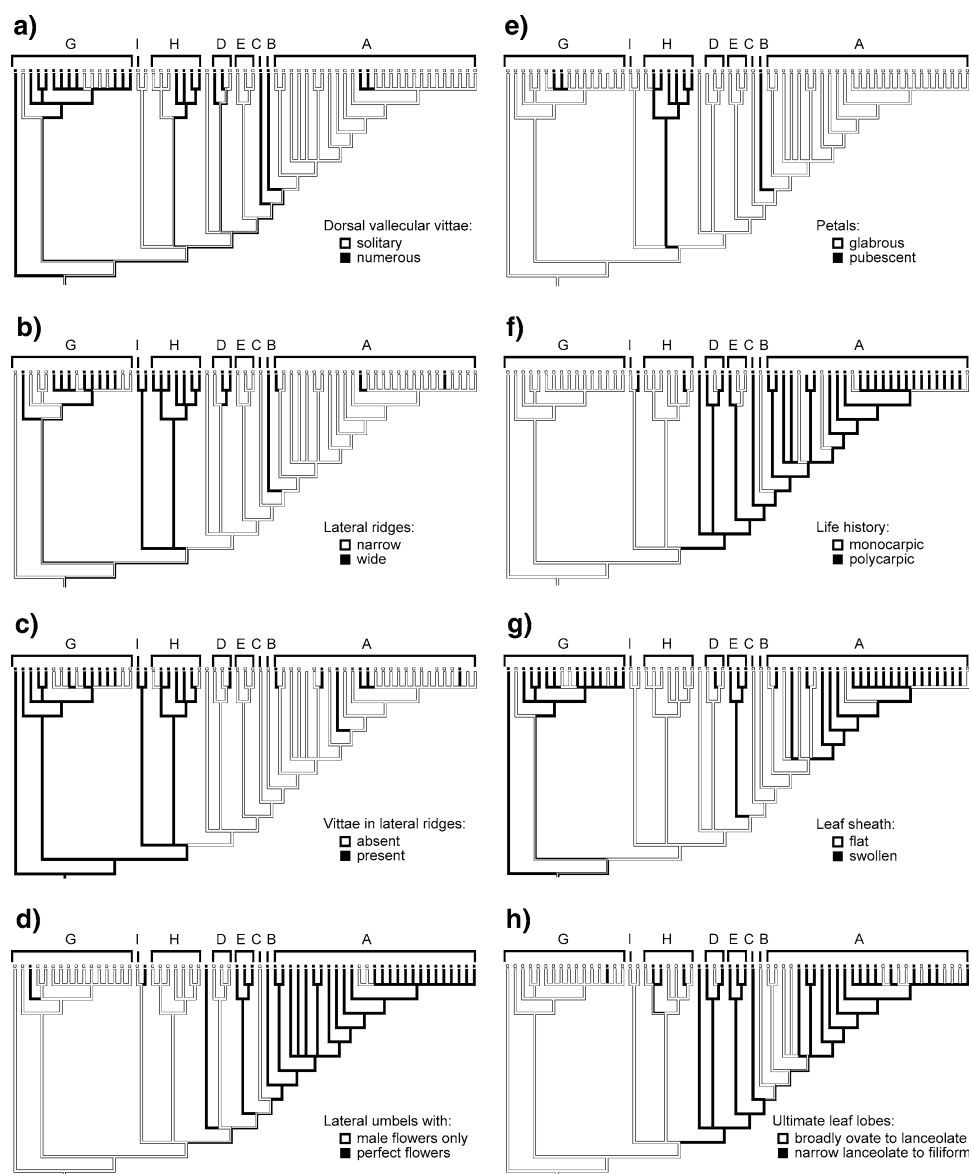 a)
G I H D E C B A
Dorsal vallecular vittae:
solitary
numerous
b)
G I H D E C B A
Lateral ridges:
narrow
wide
c)
G I H D E C B A
Vittae in lateral ridges:
absent
present
d)
G I H D E C B A
Lateral umbels with:
male flowers only
perfect flowers
e)
G I H D E C B A
Petals:
glabrous
pubescent
f)
G I H D E C B A
Life history:
monocarpic
polycarpic
g)
G I H D E C B A
Leaf sheath:
flat
swollen
h)
G I H D E C B A
Ultimate leaf lobes:
broadly ovate to lanceolate
narrow lanceolate to filiform